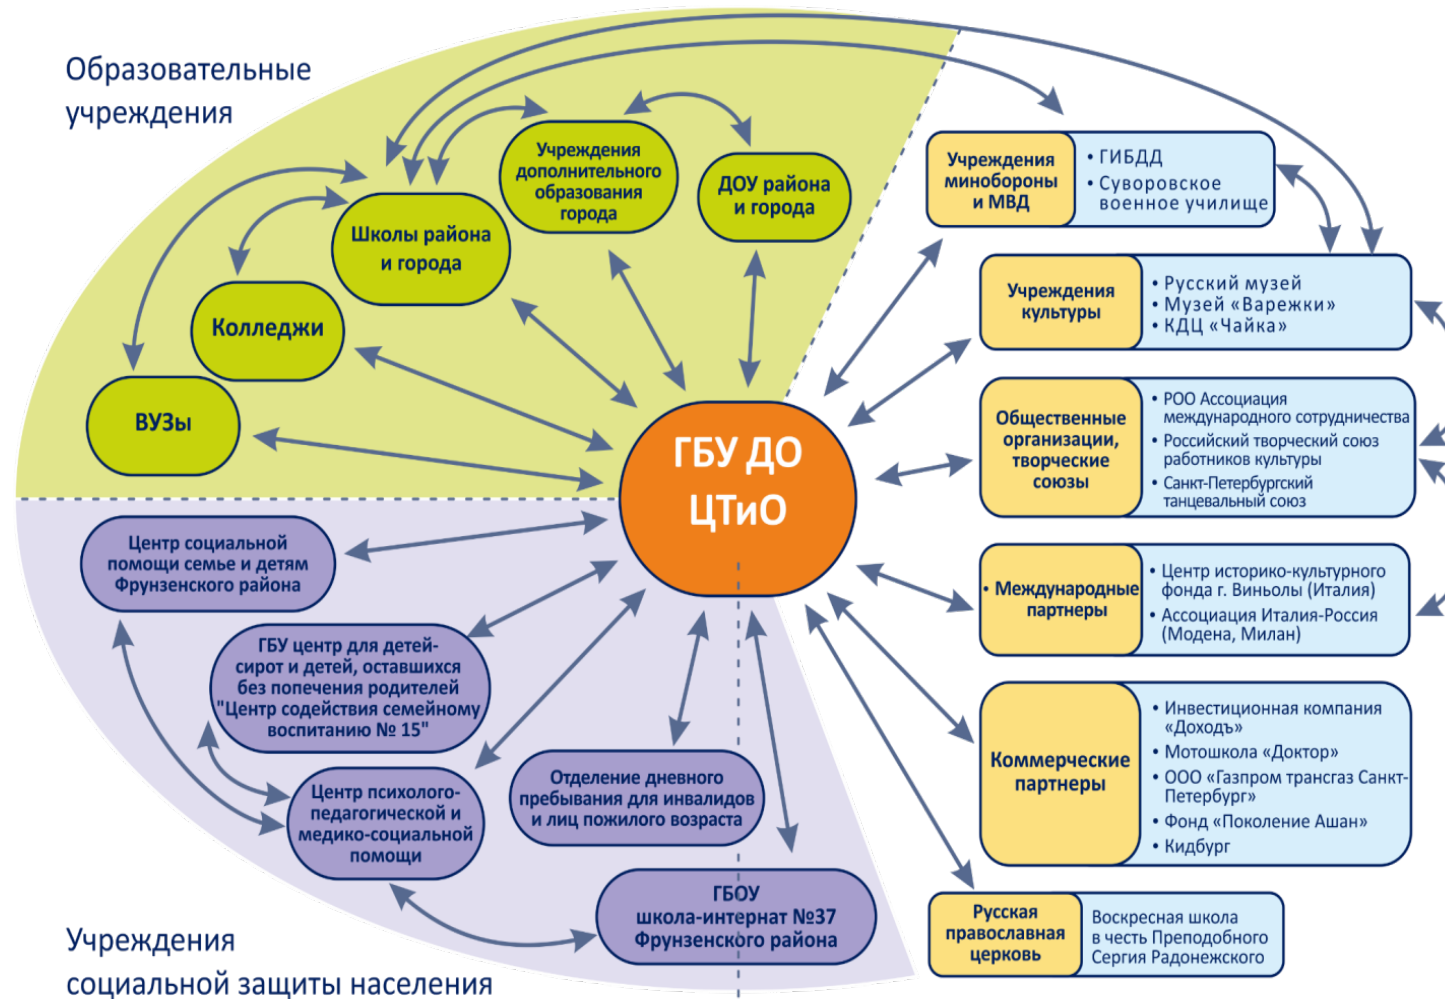 Образовательные
учреждения
Учреждения
дополнительного
образования
города
ДОУ района
и города
Школы района
и города
Колледжи
ВУЗы
ГБУ ДО
ЦТиО
Учреждения
минобороны
и МВД
• ГИБДД
• Суворовское
военное училище
Учреждения
культуры
• Русский музей
• Музей «Варежки»
• КДЦ «Чайка»
Общественные
организации,
творческие
союзы
• РОО Ассоциация
международного сотрудничества
• Российский творческий союз
работников культуры
• Санкт-Петербургский
танцевальный союз
• Международные
партнеры
• Центр историко-культурного
фонда г. Виньолы (Италия)
• Ассоциация Италия-Россия
(Модена, Милан)
Коммерческие
партнеры
• Инвестиционная компания
«Доходъ»
• Мотошкола «Доктор»
• ООО «Газпром трансгаз Санкт-
Петербург»
• Фонд «Поколение Ашан»
• Кидбург
Русская
православная
церковь
Воскресная школа
в честь Преподобного
Сергия Радонежского
Центр социальной
помощи семье и детям
Фрунзенского района
ГБУ центр для детей-
сирот и детей, оставшихся
без попечения родителей
"Центр содействия семейному
воспитанию № 15"
Центр психолого-
педагогической и
медико-социальной
помощи
Отделение дневного
пребывания для инвалидов
и лиц пожилого возраста
ГБОУ
школа-интернат №37
Фрунзенского района
Учреждения
социальной защиты населения